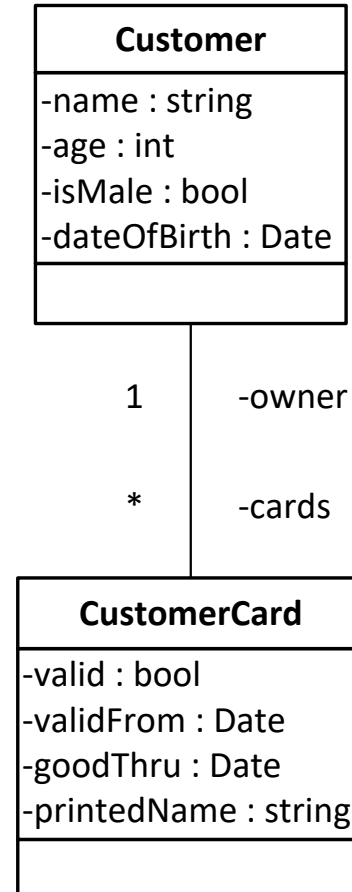 Customer
-name : string
-age : int
-isMale : bool
-dateOfBirth : Date
1 -owner
* -cards
CustomerCard
-valid : bool
-validFrom : Date
-goodThru : Date
-printedName : string